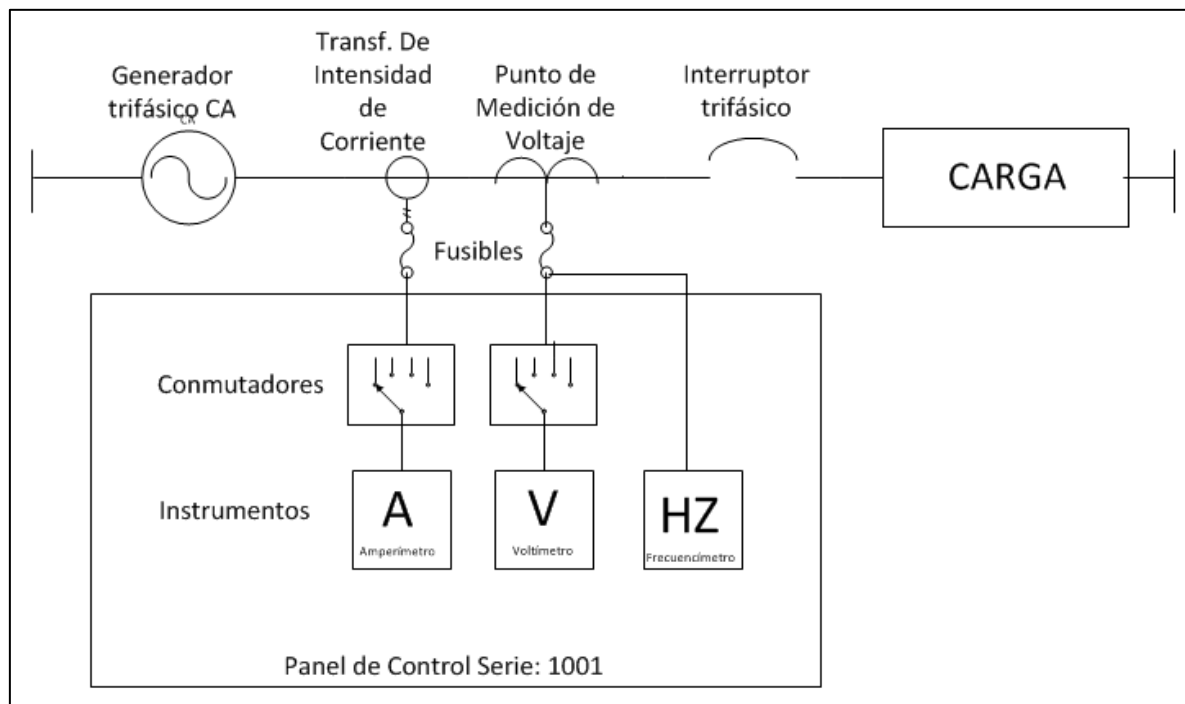 Generador
trifásico CA
CA
Transf. De
Intensidad
de
Corriente
Punto de
Medición de
Voltaje
Interruptor
trifásico
CARGA
Fusibles
Conmutadores
Instrumentos
A
Amperímetro
V
Voltímetro
HZ
Frecuencímetro
Panel de Control Serie: 1001